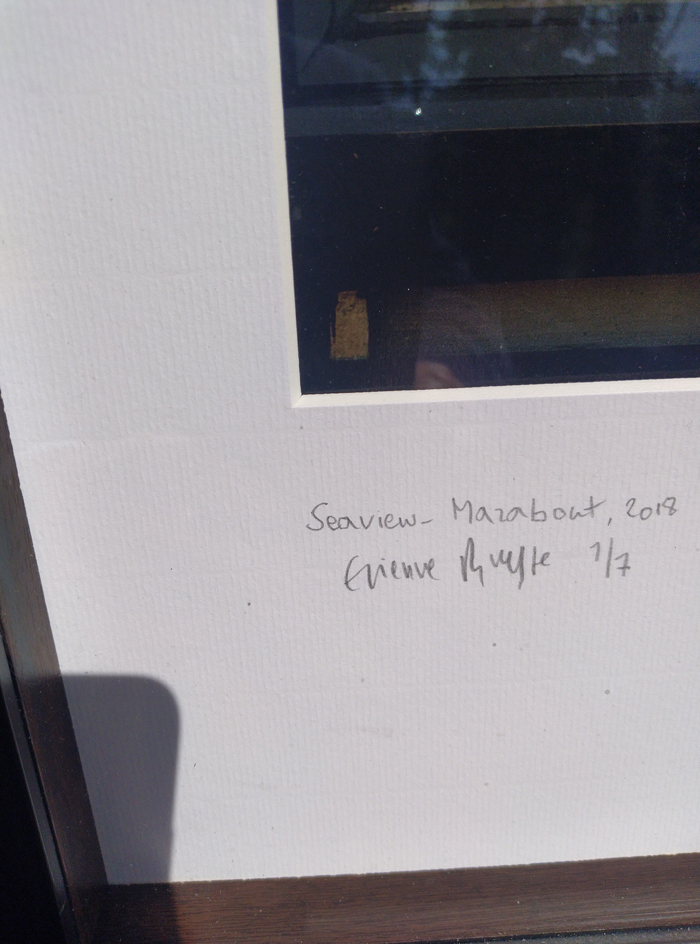 Seaview- Marabout, 2018
Etienne 1/7